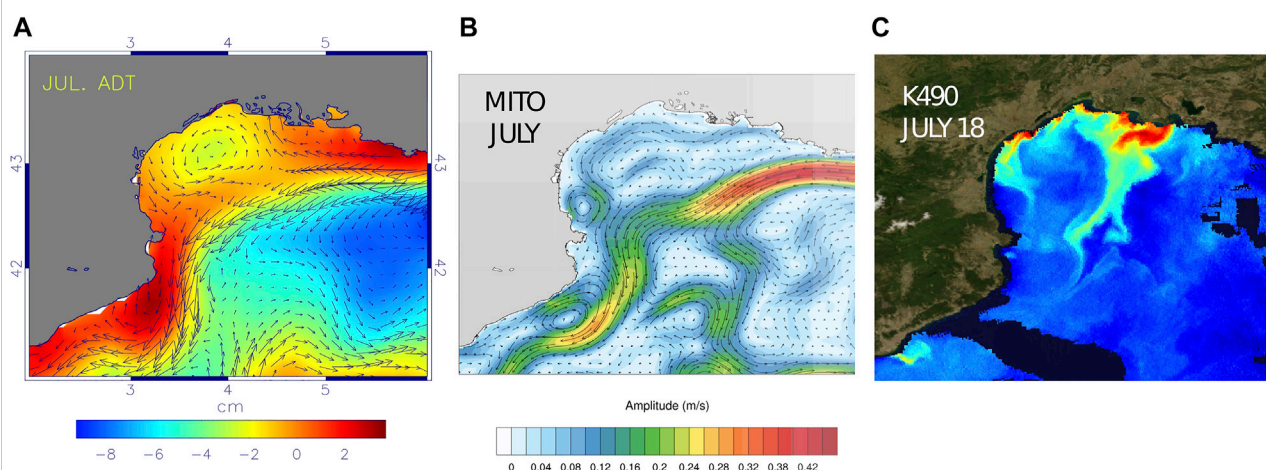 A
B
C
3 4 5
JUL. ADT
MITO
JULY
K490
JULY 18
43
42
43
42
3 4 5
cm
−8 −6 −4 −2 0 2
Amplitude (m/s)
0 0.04 0.08 0.12 0.16 0.2 0.24 0.28 0.32 0.38 0.42